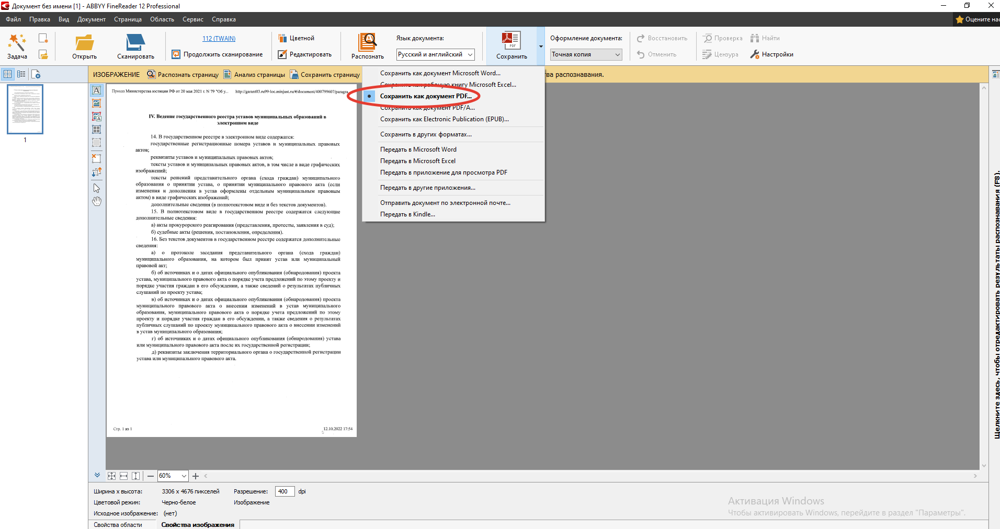 Документ без имени [1] - ABBYY FineReader 12 Professional
Файл Правка Вид Документ Страница Область Сервис Справка
Оцените нас
Задача
Открыть
Сканировать
112 (TWAIN)
Продолжить сканирование
Цветной
Редактировать
Распознать
Язык документа:
Русский и английский
PDF
Сохранить
Оформление документа:
Точная копия
Восстановить
Отменить
Проверка
Цензура
Найти
Настройки
ИЗОБРАЖЕНИЕ Распознать страницу Анализ страницы Сохранить страницу
ва распознавания.
Сохранить как документ Microsoft Word...
Сохранить как рабочую книгу Microsoft Excel...
Сохранить как документ PDF...
Сохранить как документ PDF/A...
Сохранить как Electronic Publication (EPUB)...
Сохранить в других форматах...
Передать в Microsoft Word
Передать в Microsoft Excel
Передать в приложение для просмотра PDF
Передать в другие приложения...
Отправить документ по электронной почте...
Передать в Kindle...
1
Приказ Министерства юстиции РФ от 20 мая 2021 г. N 79 "Об у... http://garant03.ru99-loc.minjust.ru/#/document/400799607/paragra...
IV. Ведение государственного реестра уставов муниципальных образований в
электронном виде
14. В государственном реестре в электронном виде содержатся:
государственные регистрационные номера уставов и муниципальных правовых
актов;
реквизиты уставов и муниципальных правовых актов;
тексты уставов и муниципальных правовых актов, в том числе в виде графических
изображений;
тексты решений представительного органа (схода граждан) муниципального
образования о принятии устава, о принятии муниципального правового акта (если
изменения и дополнения в устав оформлены отдельным муниципальным правовым
актом) в виде графических изображений;
дополнительные сведения (в полнотекстовом виде и без текстов документов).
15. В полнотекстовом виде в государственном реестре содержатся следующие
дополнительные сведения:
а) акты прокурорского реагирования (представления, протесты, заявления в суд);
б) судебные акты (решения, постановления, определения).
16. Без текстов документов в государственном реестре содержатся дополнительные
сведения:
а) о протоколе заседания представительного органа (схода граждан)
муниципального образования, на котором был принят устав или муниципальный
правовой акт;
б) об источниках и о датах официального опубликования (обнародования) проекта
устава, муниципального правового акта о порядке учета предложений по этому проекту и
порядке участия граждан в его обсуждении, а также сведений о результатах публичных
слушаний по проекту устава;
в) об источниках и о датах официального опубликования (обнародования) проекта
муниципального правового акта о внесении изменений в устав муниципального
образования, муниципального правового акта о порядке учета предложений по этому
проекту и порядке участия граждан в его обсуждении, а также сведения о результатах
публичных слушаний по проекту муниципального правового акта о внесении изменений
в устав муниципального образования;
г) об источниках и о датах официального опубликования (обнародования) устава
или муниципального правового акта после их государственной регистрации;
д) реквизиты заключения территориального органа о государственной регистрации
устава или муниципального правового акта.
Стр. 1 из 1 12.10.2022 17:54
Щелкните здесь, чтобы отредактировать результаты распознавания (F8).
60%
Ширина x высота: 3306 x 4676 пикселей Разрешение: 400 dpi
Цветовой режим: Черно-белое Изображение
Исходное изображение: (нет)
Свойства области Свойства изображения
Активация Windows
Чтобы активировать Windows, перейдите в раздел "Параметры".